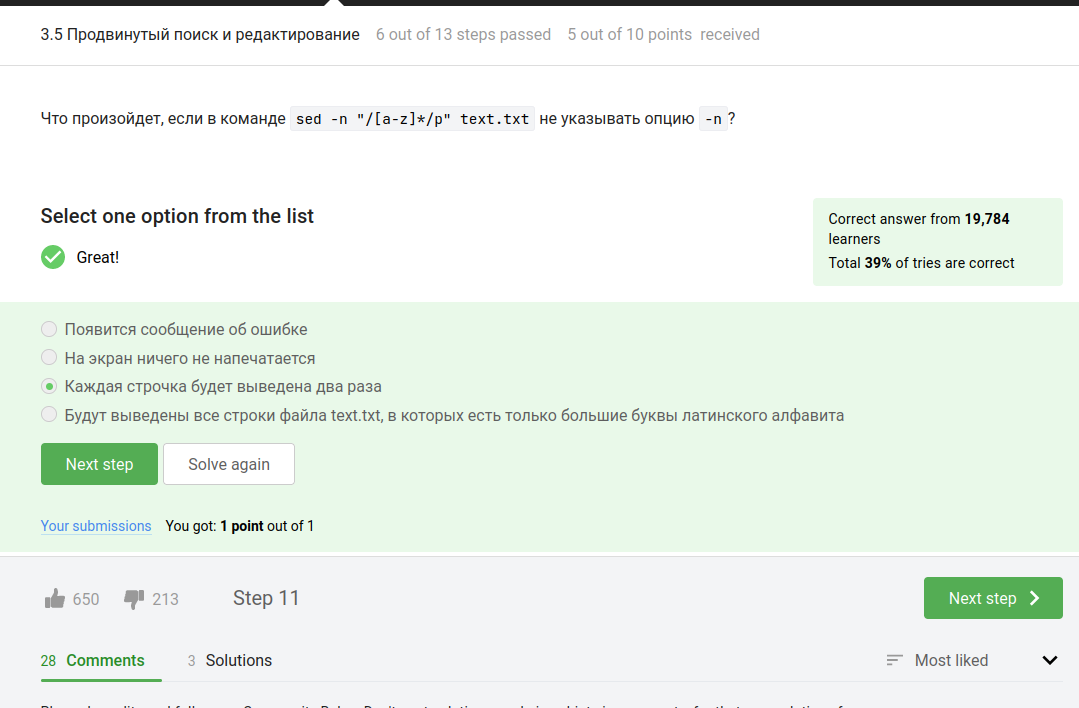 3.5 Продвинутый поиск и редактирование 6 out of 13 steps passed 5 out of 10 points received
Что произойдет, если в команде sed -n "/[a-z]*/p" text.txt не указывать опцию -n ?
Select one option from the list
Great!
Correct answer from 19,784
learners
Total 39% of tries are correct
Появится сообщение об ошибке
На экран ничего не напечатается
Каждая строчка будет выведена два раза
Будут выведены все строки файла text.txt, в которых есть только большие буквы латинского алфавита
Next step Solve again
Your submissions You got: 1 point out of 1
650 213 Step 11 Next step
28 Comments 3 Solutions Most liked